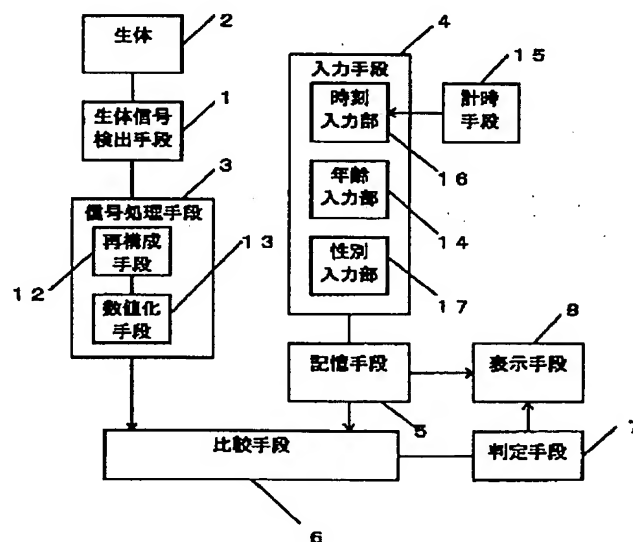 2
生体
1
生体信号
検出手段
3
信号処理手段
再構成
手段
12
13
数値化
手段
4
入力手段
時刻
入力部
16
15
計時
手段
年齢
入力部
14
性別
入力部
17
記憶手段
5
8
表示手段
比較手段
6
判定手段
7